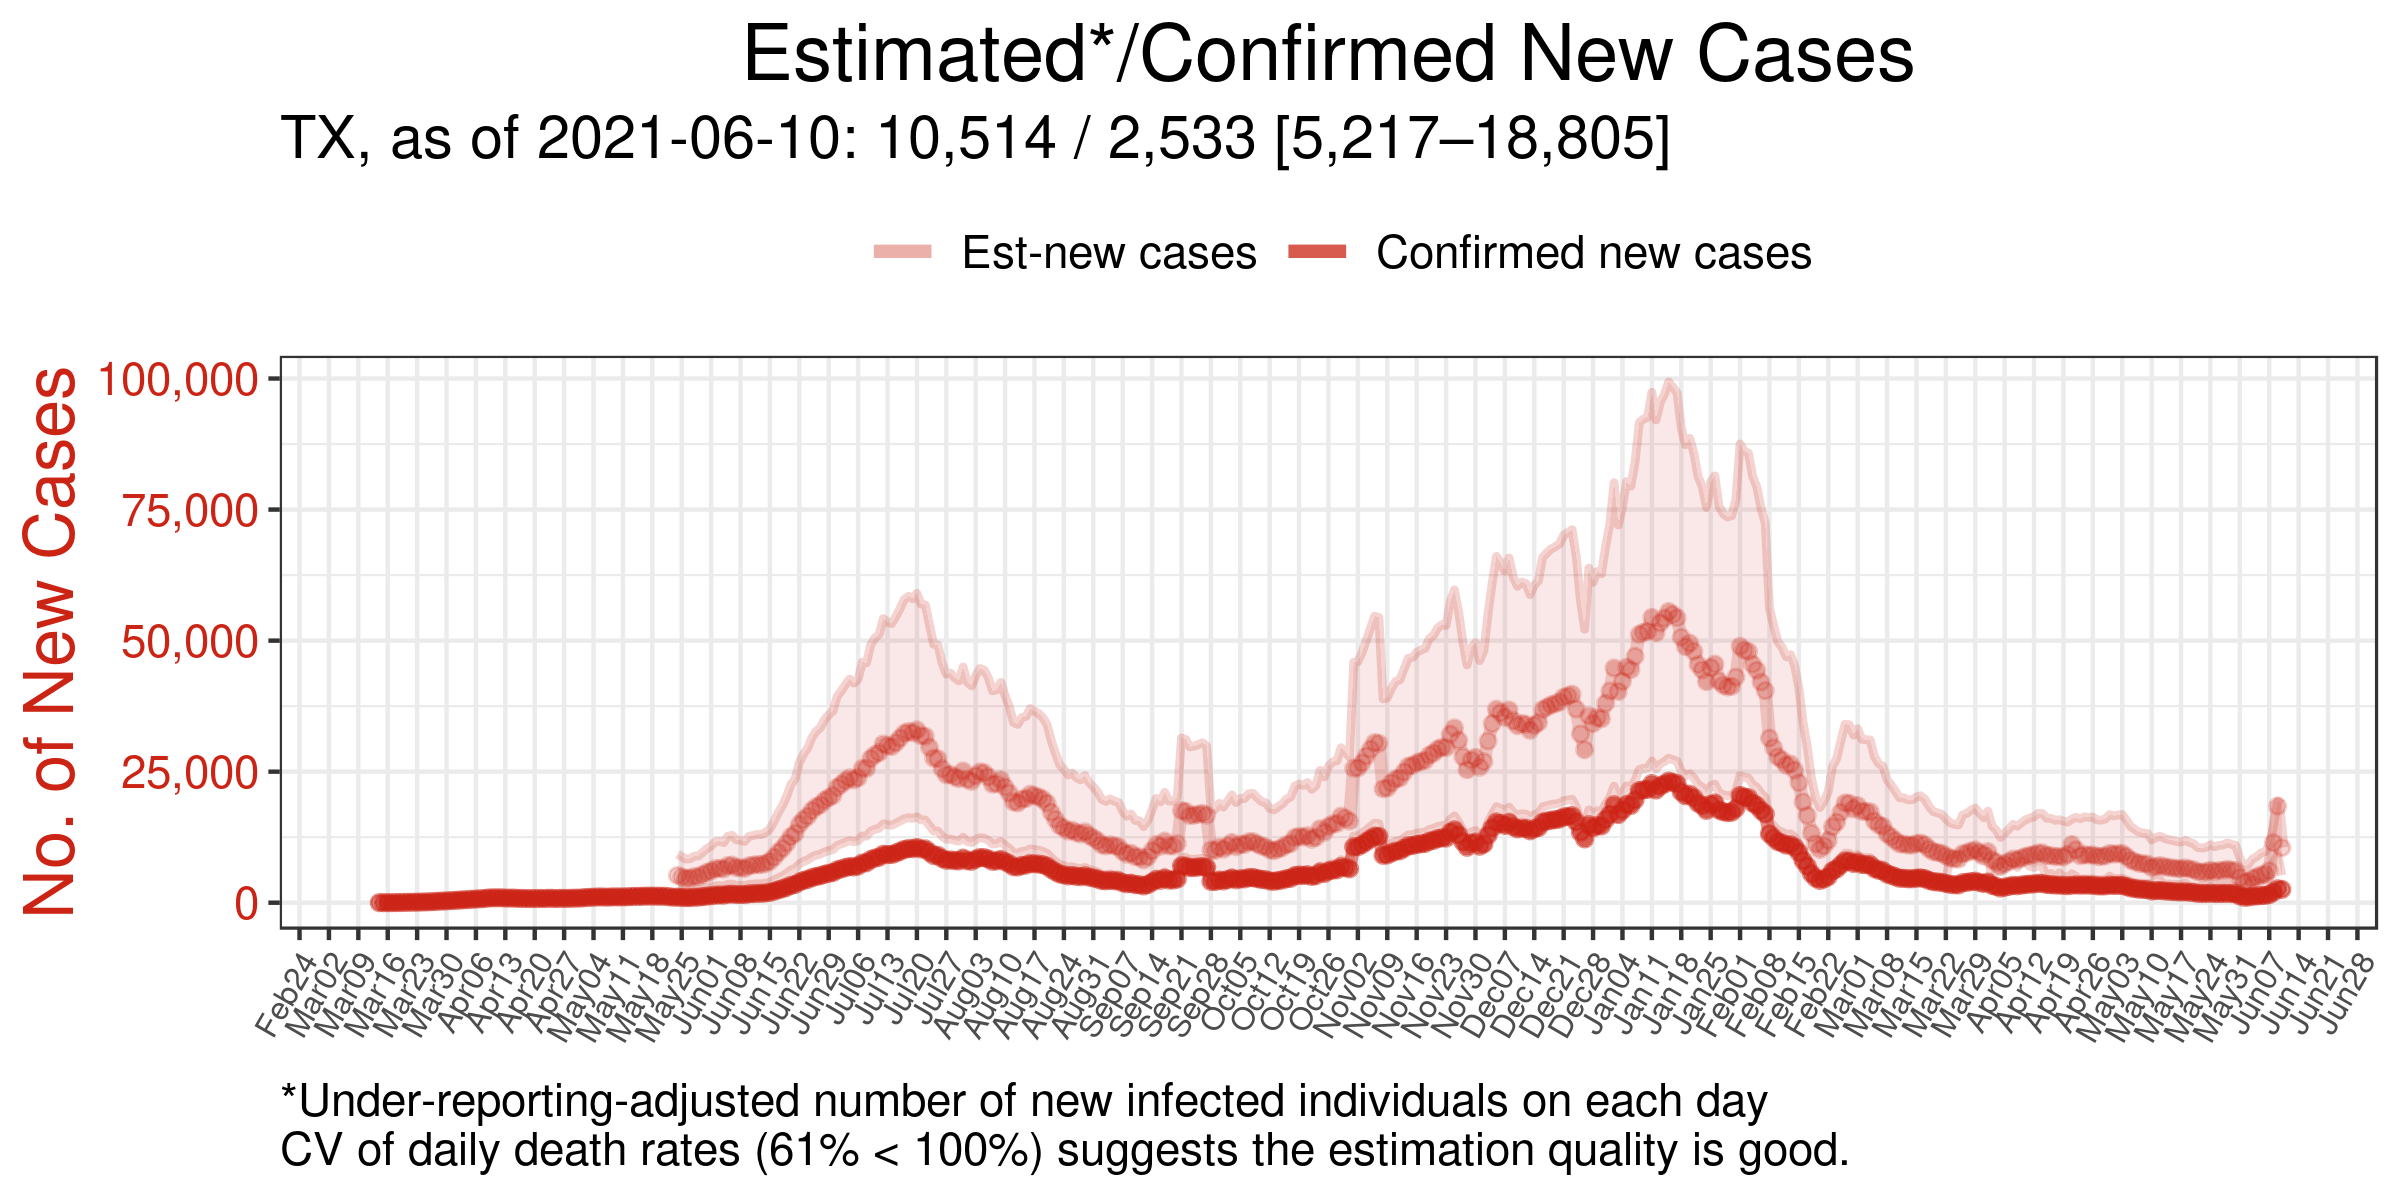 Estimated*/Confirmed New Cases
TX, as of 2021-06-10: 10,514 / 2,533 [5,217–18,805]
Est-new cases
Confirmed new cases
No. of New Cases
100,000
75,000
50,000
25,000
0
Feb24
Mar02
Mar09
Mar16
Mar23
Mar30
Apr06
Apr13
Apr20
Apr27
May04
May11
May18
May25
Jun01
Jun08
Jun15
Jun22
Jun29
Jul06
Jul13
Jul20
Jul27
Aug03
Aug10
Aug17
Aug24
Aug31
Sep07
Sep14
Sep21
Sep28
Oct05
Oct12
Oct19
Oct26
Nov02
Nov09
Nov16
Nov23
Nov30
Dec07
Dec14
Dec21
Dec28
Jan04
Jan11
Jan18
Jan25
Feb01
Feb08
Feb15
Feb22
Mar01
Mar08
Mar15
Mar22
Mar29
Apr05
Apr12
Apr19
Apr26
May03
May10
May17
May24
May31
Jun07
Jun14
Jun21
Jun28
*Under-reporting-adjusted number of new infected individuals on each day
CV of daily death rates (61% < 100%) suggests the estimation quality is good.